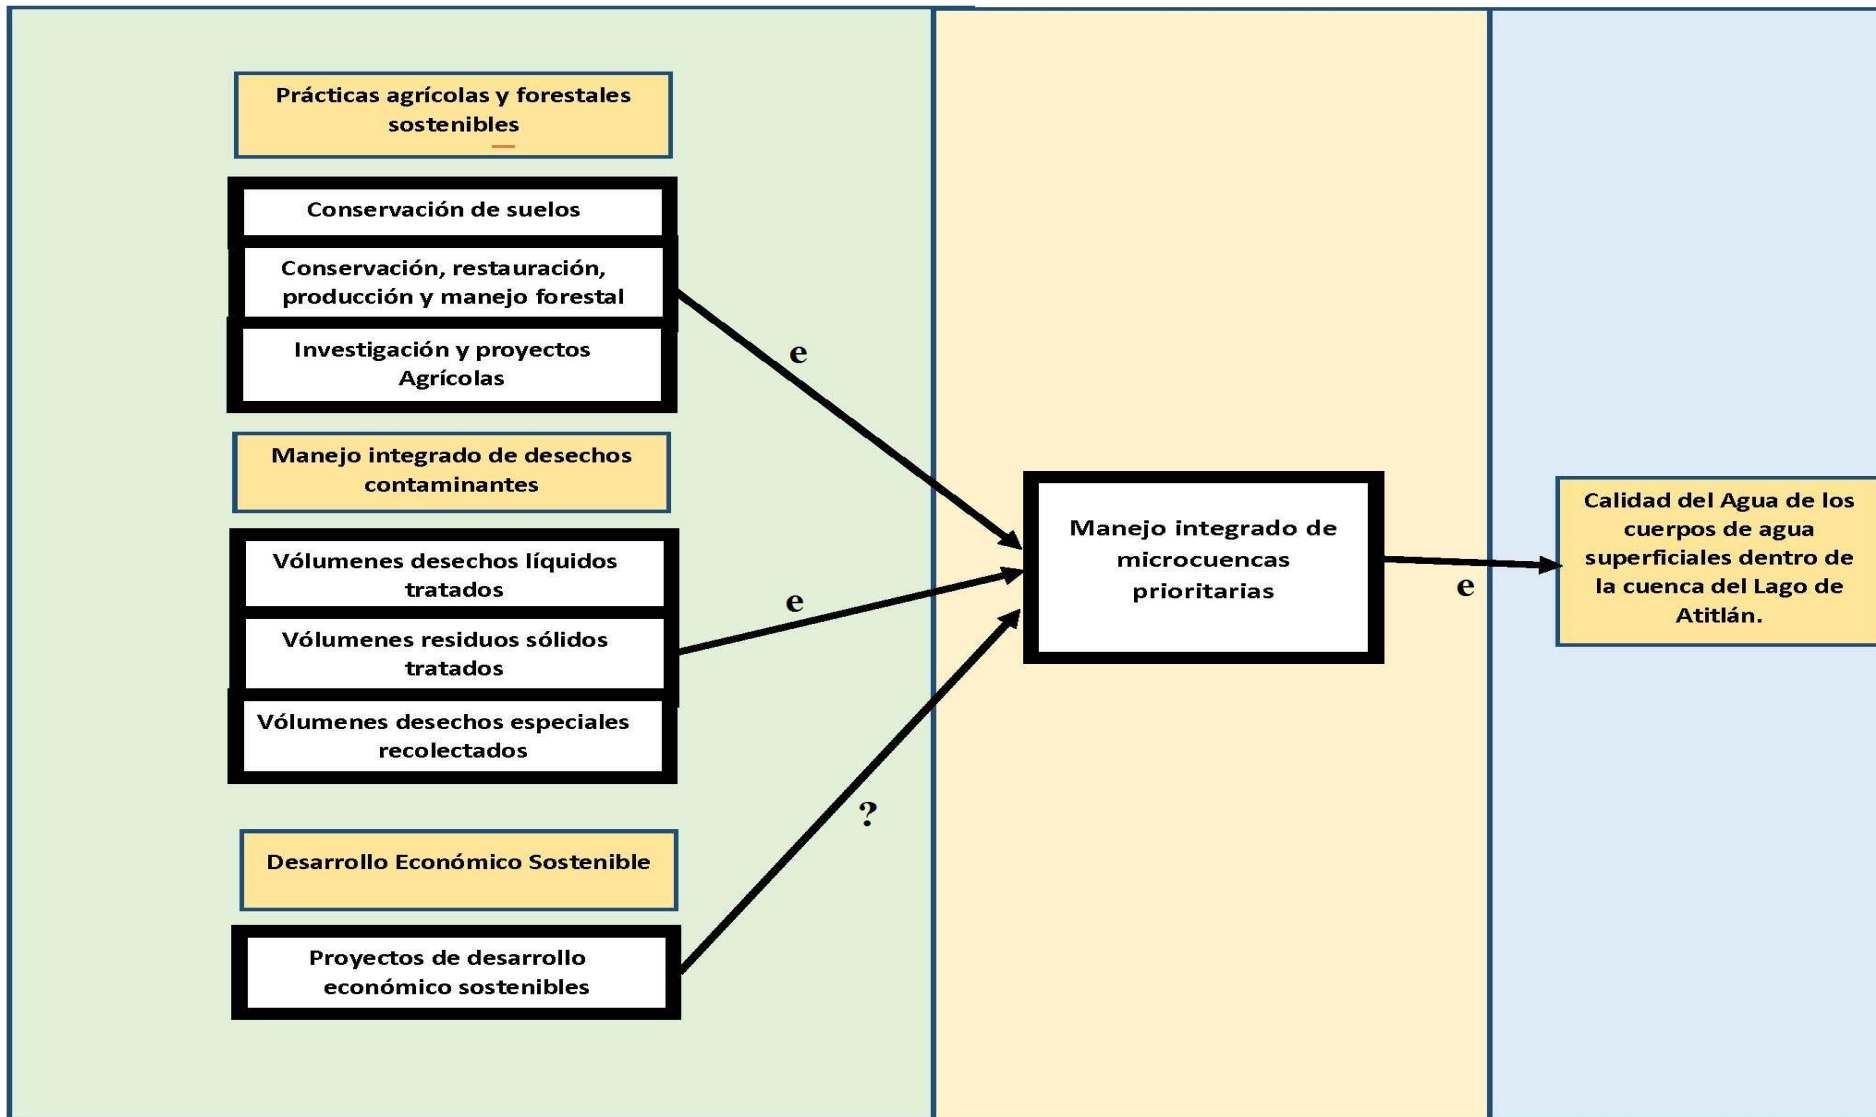 Prácticas agrícolas y forestales
sostenibles
Conservación de suelos
Conservación, restauración,
producción y manejo forestal
Investigación y proyectos
Agrícolas
e
Manejo integrado de desechos
contaminantes
Vólumenes desechos líquidos
tratados
e
Vólumenes residuos sólidos
tratados
Vólumenes desechos especiales
recolectados
?
Desarrollo Económico Sostenible
Proyectos de desarrollo
económico sostenibles
Manejo integrado de
microcuencas
prioritarias
e
Calidad del Agua de los
cuerpos de agua
superficiales dentro de
la cuenca del Lago de
Atitlán.